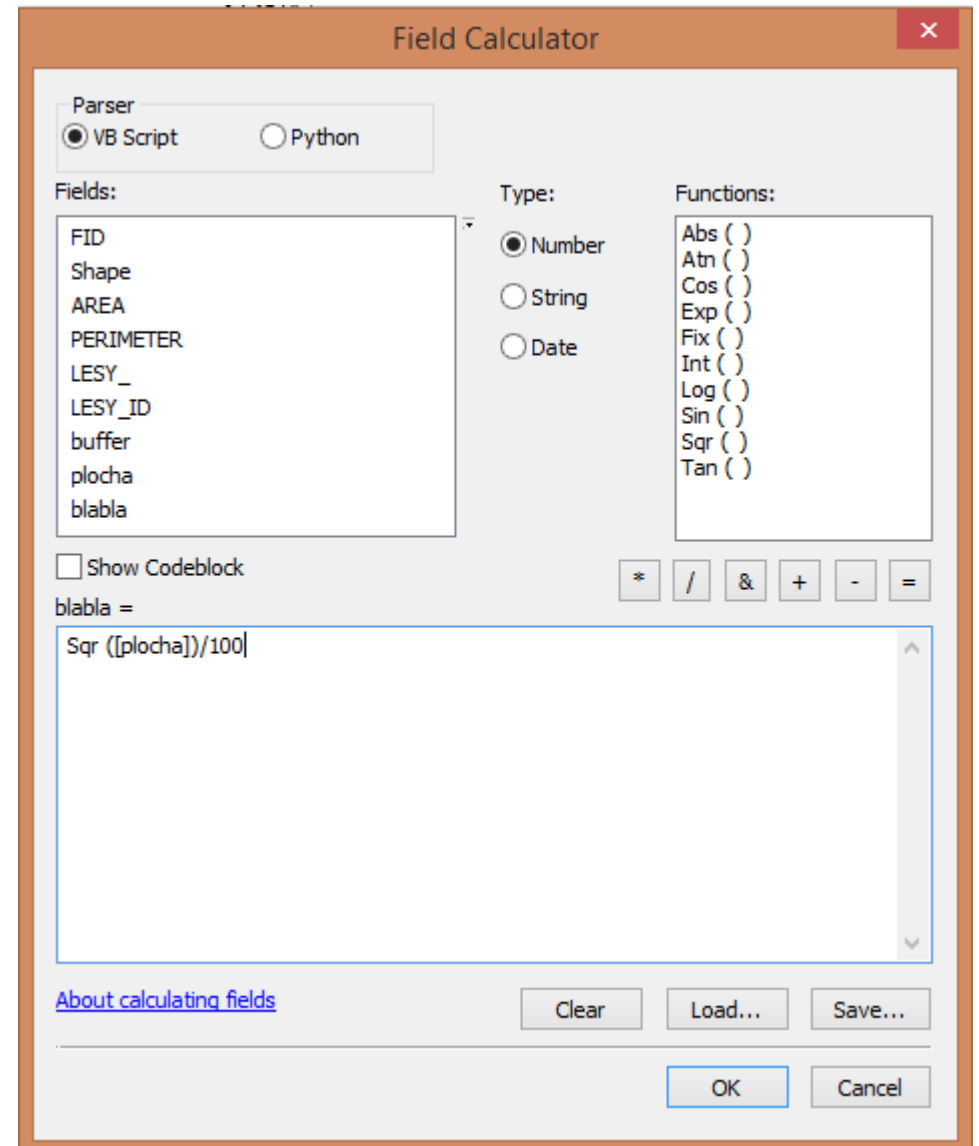 Field Calculator
Parser
VB Script Python
Fields: Type: Functions:
FID
Shape
AREA
PERIMETER
LESY_
LESY_ID
buffer
plocha
blabla
Number
String
Date
Abs ( )
Atn ( )
Cos ( )
Exp ( )
Fix ( )
Int ( )
Log ( )
Sin ( )
Sqr ( )
Tan ( )
Show Codeblock
* / & + - =
blabla =
Sqr ([plocha])/100
About calculating fields
Clear Load... Save...
OK Cancel